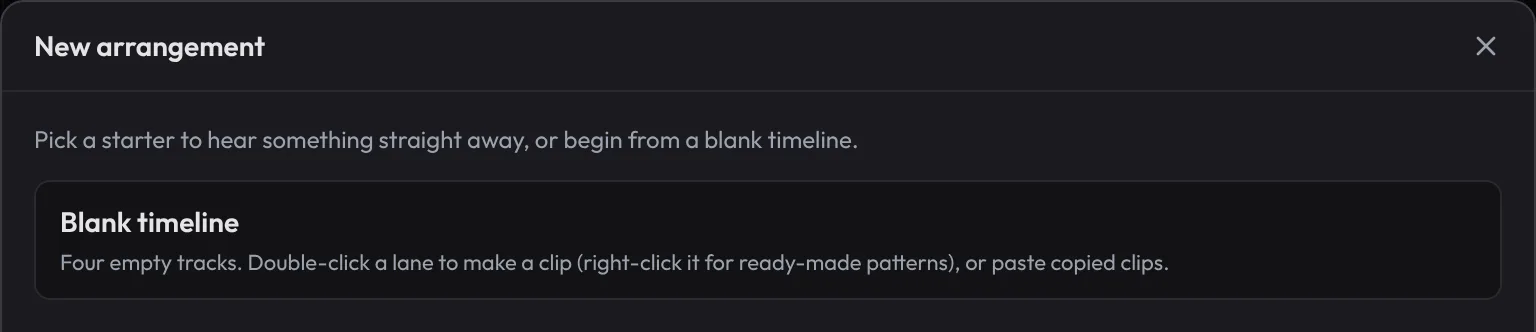 New arrangement
Pick a starter to hear something straight away, or begin from a blank timeline.
Blank timeline
Four empty tracks. Double-click a lane to make a clip (right-click it for ready-made patterns), or paste copied clips.